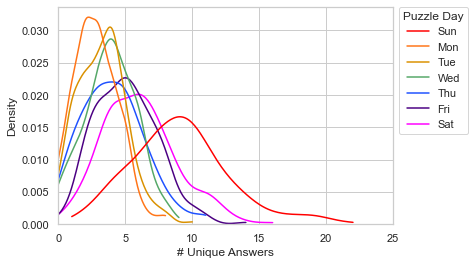 Puzzle Day
Sun
Mon
Tue
Wed
Thu
Fri
Sat
Density
0.030
0.025
0.020
0.015
0.010
0.005
0.000
0
5
10
15
20
25
# Unique Answers